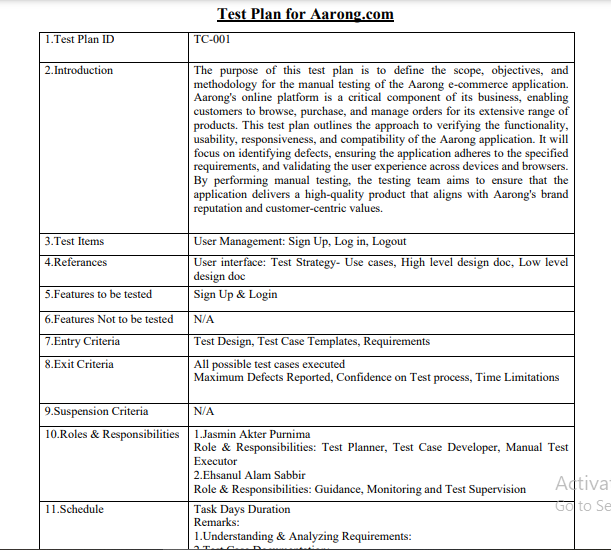 Test Plan for Aarong.com
1.Test Plan ID
TC-001
2.Introduction
The purpose of this test plan is to define the scope, objectives, and
methodology for the manual testing of the Aarong e-commerce application.
Aarong's online platform is a critical component of its business, enabling
customers to browse, purchase, and manage orders for its extensive range of
products. This test plan outlines the approach to verifying the functionality,
usability, responsiveness, and compatibility of the Aarong application. It will
focus on identifying defects, ensuring the application adheres to the specified
requirements, and validating the user experience across devices and browsers.
By performing manual testing, the testing team aims to ensure that the
application delivers a high-quality product that aligns with Aarong's brand
reputation and customer-centric values.
3.Test Items
User Management: Sign Up, Log in, Logout
4.Referances
User interface: Test Strategy- Use cases, High level design doc, Low level
design doc
5.Features to be tested
Sign Up & Login
6.Features Not to be tested
N/A
7.Entry Criteria
Test Design, Test Case Templates, Requirements
8.Exit Criteria
All possible test cases executed
Maximum Defects Reported, Confidence on Test process, Time Limitations
9.Suspension Criteria
N/A
10.Roles & Responsibilities
1.Jasmin Akter Purnima
Role & Responsibilities: Test Planner, Test Case Developer, Manual Test
Executor
2.Ehsanul Alam Sabbir
Role & Responsibilities: Guidance, Monitoring and Test Supervision
11.Schedule
Task Days Duration
Remarks:
1.Understanding & Analyzing Requirements:
Activa
Go to Se